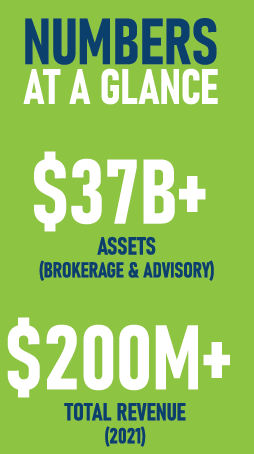 NUMBERS
AT A GLANCE
$37B+
ASSETS
(BROKERAGE & ADVISORY)
$200M+
TOTAL REVENUE
(2021)